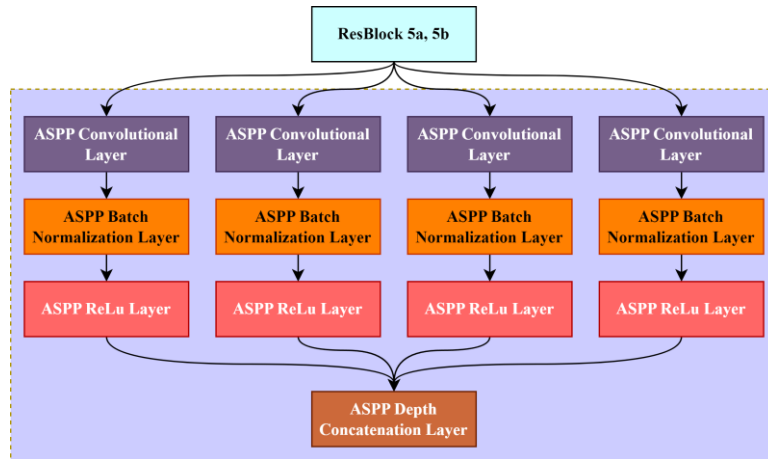 ResBlock 5a, 5b
ASPP Convolutional
Layer
ASPP Convolutional
Layer
ASPP Convolutional
Layer
ASPP Convolutional
Layer
ASPP Batch
Normalization Layer
ASPP Batch
Normalization Layer
ASPP Batch
Normalization Layer
ASPP Batch
Normalization Layer
ASPP ReLu Layer
ASPP ReLu Layer
ASPP ReLu Layer
ASPP ReLu Layer
ASPP Depth
Concatenation Layer